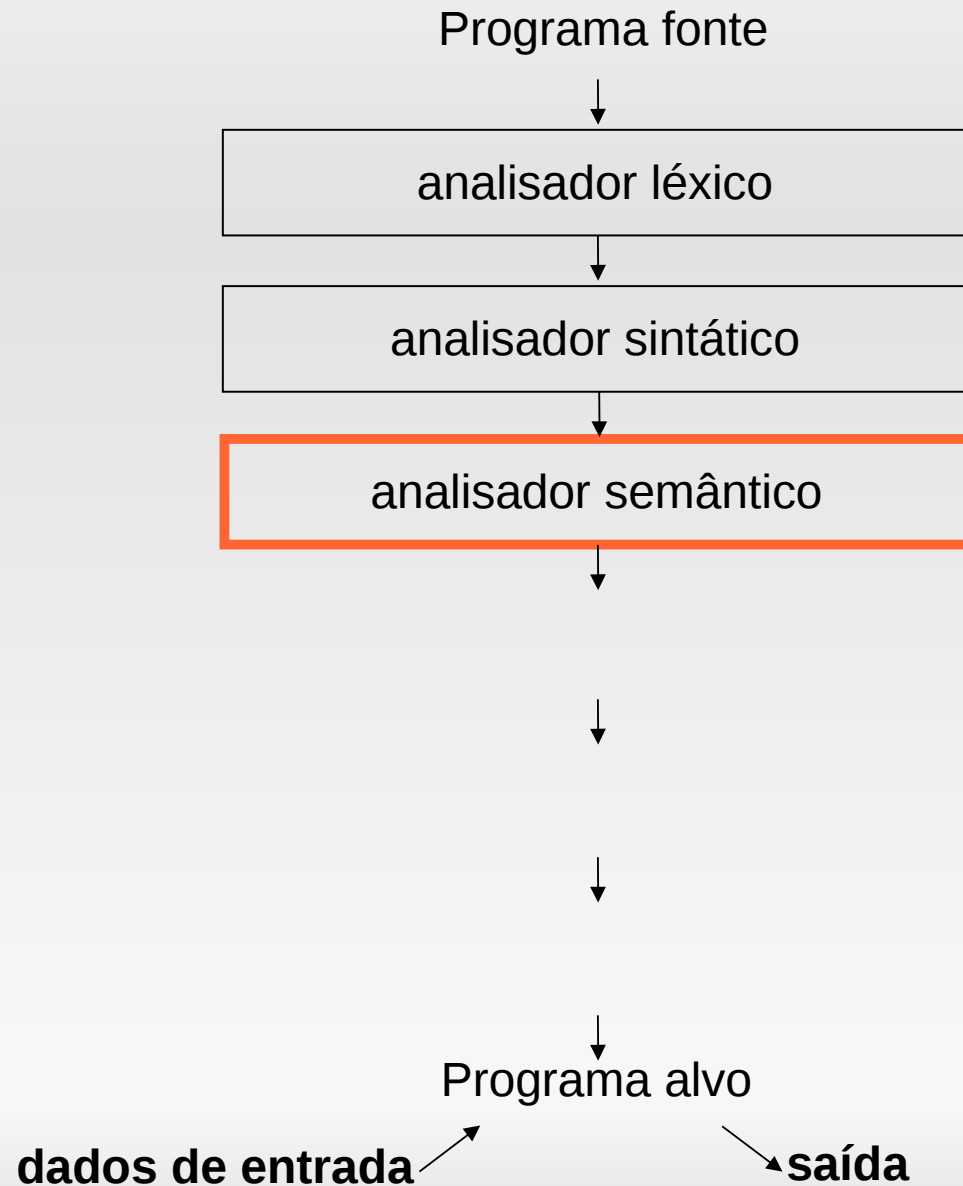 Programa fonte
analisador léxico
analisador sintático
analisador semântico
Programa alvo
dados de entrada
saída